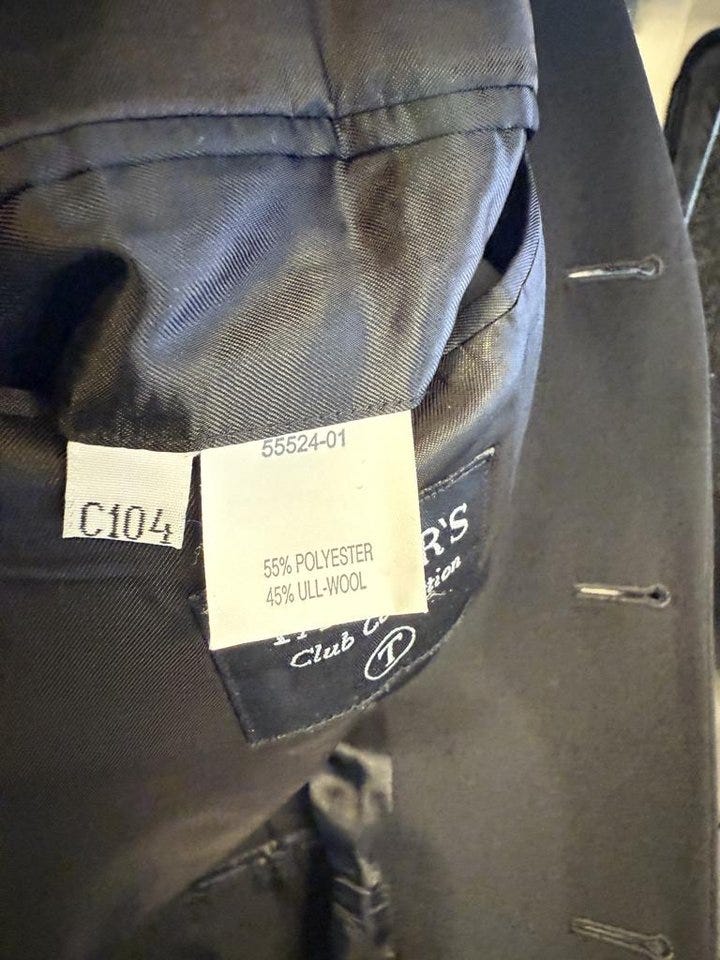 55524-01
C104
55% POLYESTER
45% ULL-WOOL
R'S
Club
T